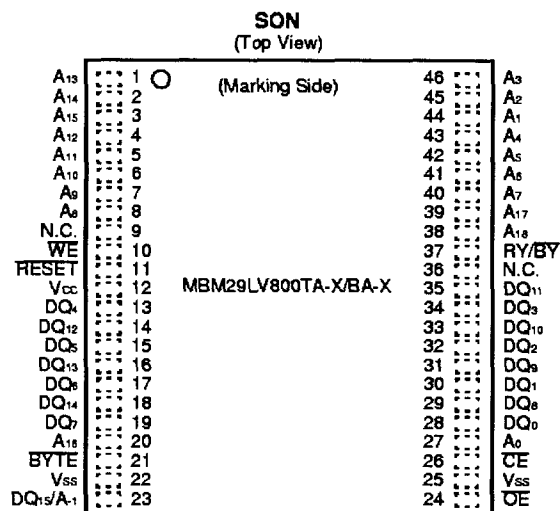 SON
(Top View)
(Marking Side)
A13 1 46 A3
A14 2 45 A2
A15 3 44 A1
A12 4 43 A4
A11 5 42 A5
A10 6 41 A6
A9 7 40 A7
A8 8 39 A17
N.C. 9 38 A18
WE 10 37 RY/BY
RESET 11 36 N.C.
VCC 12 MBM29LV800TA-X/BA-X 35 DQ11
DQ4 13 34 DQ3
DQ12 14 33 DQ10
DQ5 15 32 DQ2
DQ13 16 31 DQ9
DQ6 17 30 DQ1
DQ14 18 29 DQ8
DQ7 19 28 DQ0
A16 20 27 A0
BYTE 21 26 CE
VSS 22 25 VSS
DQ15/A-1 23 24 OE